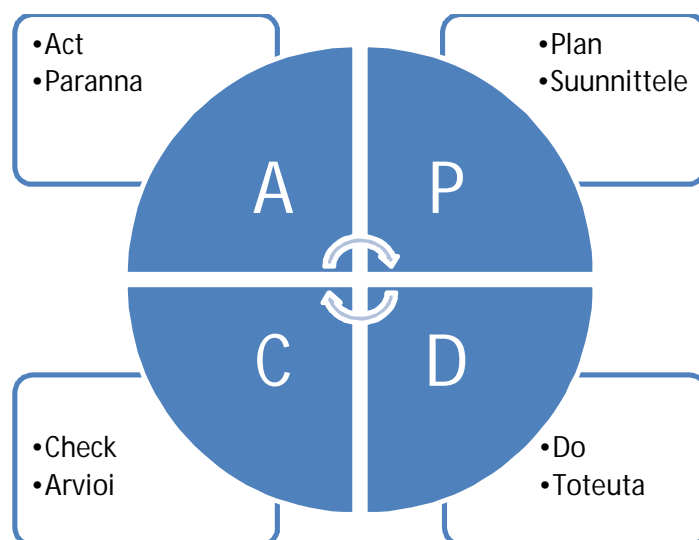 •Act
•Paranna
•Plan
•Suunnittele
A
P
C
D
•Check
•Arvioi
•Do
•Toteuta